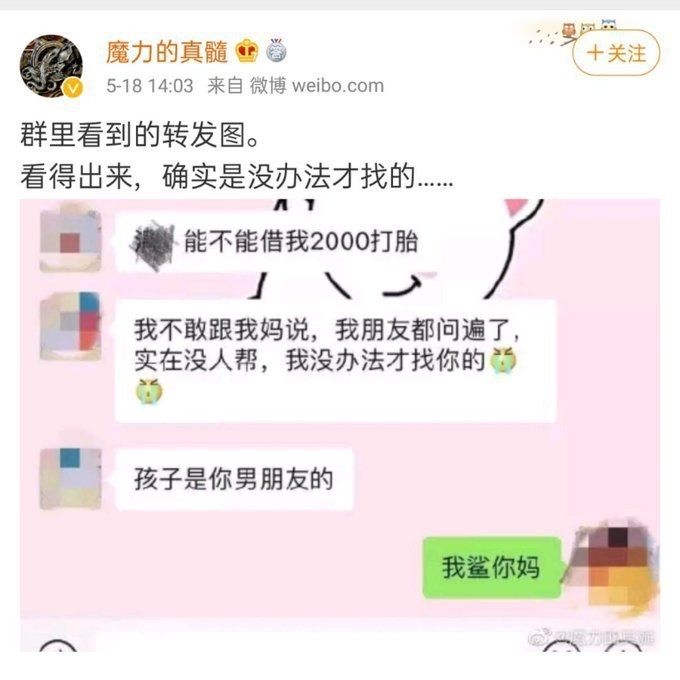 魔力的真髓
+关注
5-18 14:03 来自 微博 weibo.com
群里看到的转发图。
看得出来，确实是没办法才找的......
能不能借我2000打胎
我不敢跟我妈说，我朋友都问遍了，
实在没人帮，我没办法才找你的
孩子是你男朋友的
我鲨你妈
@魔力的真髓